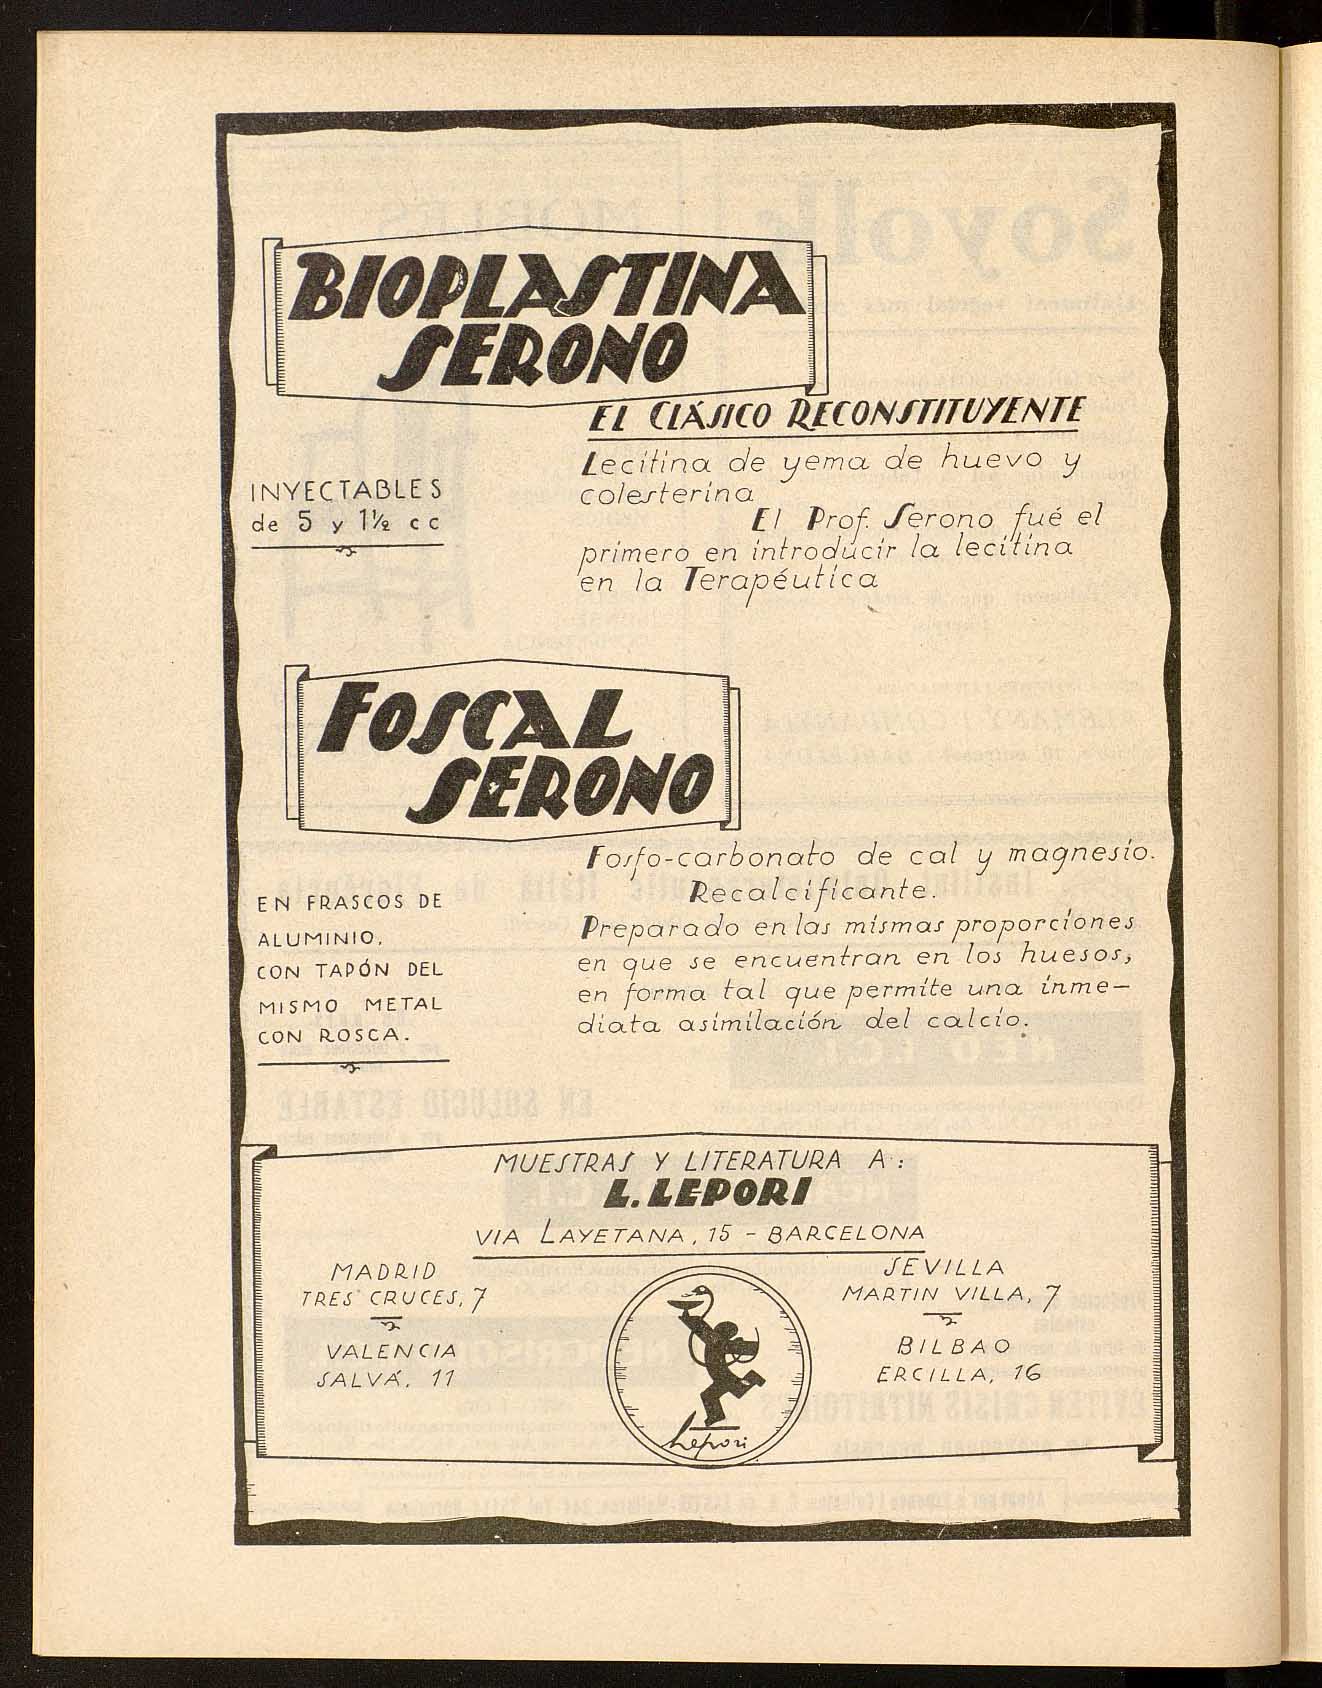 BIOPLASTINA
SERONO
EL CLÁSICO RECONSTITUYENTE
Lecitina de yema de huevo y
colesterina
El Prof. Serono fué el
primero en introducir la lecitina
en la Terapéutica
INYECTABLES
de 5 y 1½ c c
FOSCAL
SERONO
Fosfo-carbonato de cal y magnesio.
Recalcificante.
Preparado en las mismas proporciones
en que se encuentran en los huesos,
en forma tal que permite una inme-
diata asimilación del calcio.
EN FRASCOS DE
ALUMINIO,
CON TAPÓN DEL
MISMO METAL
CON ROSCA.
MUESTRAS Y LITERATURA A:
L. LEPORI
VIA LAYETANA, 15 - BARCELONA
MADRID
TRES CRUCES, 7
VALENCIA
SALVÁ, 11
SEVILLA
MARTIN VILLA, 7
BILBAO
ERCILLA, 16
Lepori